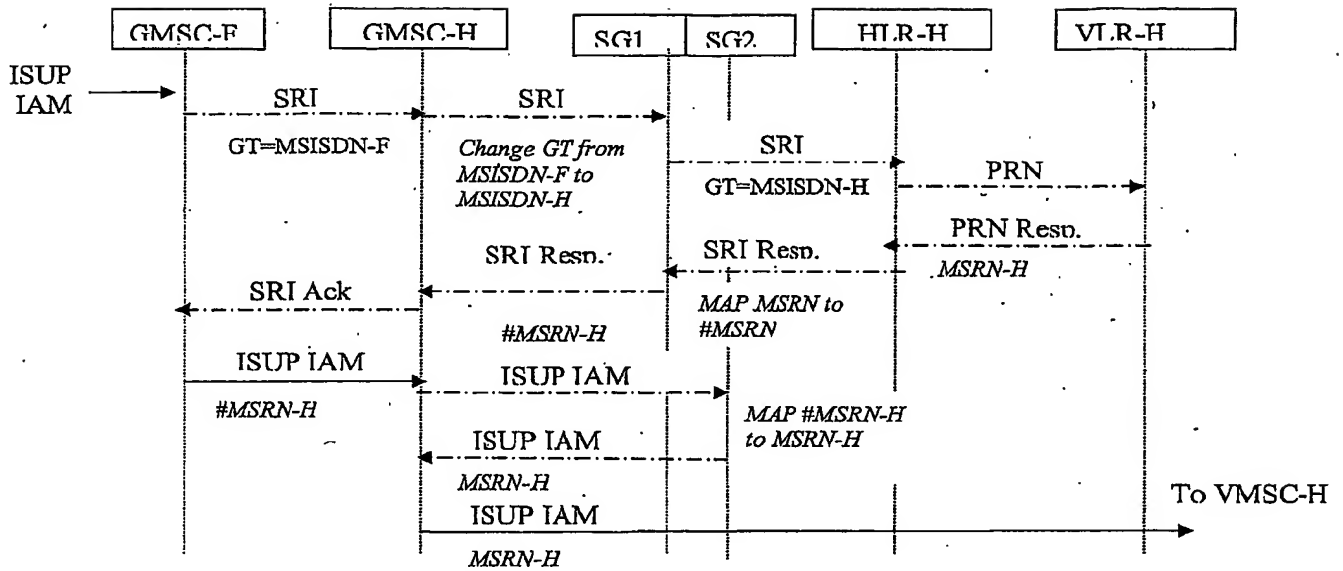 GMSC-F
GMSC-H
SG1
SG2
HLR-H
VLR-H
ISUP
IAM
SRI
SRI
GT=MSISDN-F
Change GT from
MSISDN-F to
MSISDN-H
SRI
GT=MSISDN-H
PRN
PRN Resp.
MSRN-H
SRI Resp.
SRI Resp.
MAP MSRN to
#MSRN
SRI Ack
#MSRN-H
ISUP IAM
#MSRN-H
ISUP IAM
MAP #MSRN-H
to MSRN-H
ISUP IAM
MSRN-H
To VMSC-H
ISUP IAM
MSRN-H